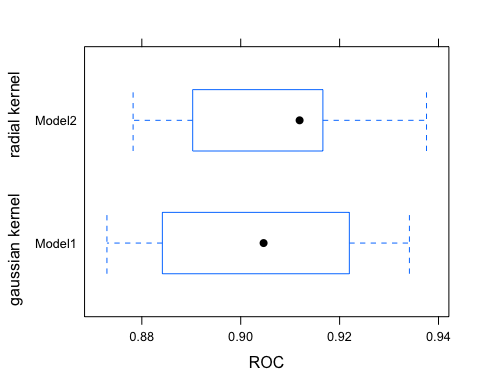 radial kernel
Model2
gaussian kernel
Model1
0.88 0.90 0.92 0.94
ROC